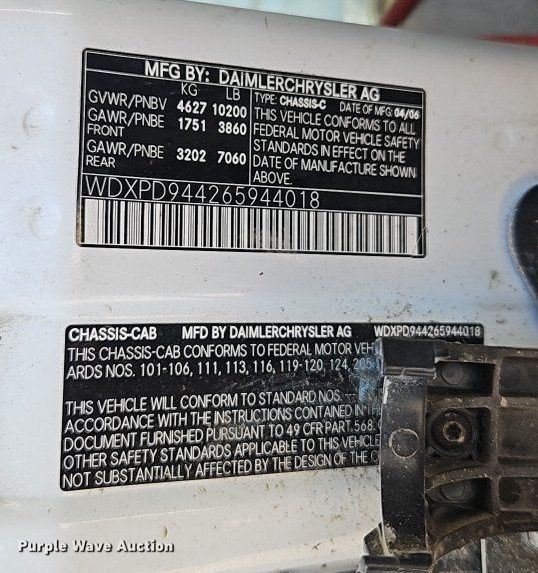 MFG BY: DAIMLERCHRYSLER AG
KG LB
GVWR/PNBV 4627 10200
GAWR/PNBE 1751 3860
FRONT
GAWR/PNBE 3202 7060
REAR
TYPE: CHASSIS-C DATE OF MFG: 04/06
THIS VEHICLE CONFORMS TO ALL
FEDERAL MOTOR VEHICLE SAFETY
STANDARDS IN EFFECT ON THE
DATE OF MANUFACTURE SHOWN
ABOVE.
WDXPD944265944018
CHASSIS-CAB MFD BY DAIMLERCHRYSLER AG WDXPD944265944018
THIS CHASSIS-CAB CONFORMS TO FEDERAL MOTOR VEH
ARDS NOS. 101-106, 111, 113, 116, 119-120, 124, 205
THIS VEHICLE WILL CONFORM TO STANDARD NOS.
ACCORDANCE WITH THE INSTRUCTIONS CONTAINED IN THE
DOCUMENT FURNISHED PURSUANT TO 49 CFR PART 568.
OTHER SAFETY STANDARDS APPLICABLE TO THIS VEHICLE
NOT SUBSTANTIALLY AFFECTED BY THE DESIGN OF THE C
Purple Wave Auction